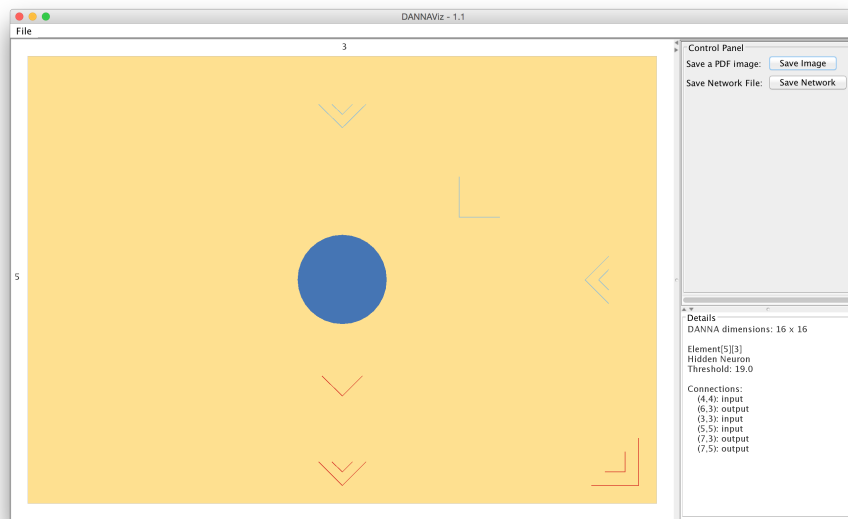 DANNAViz - 1.1
File
3
5
Control Panel
Save a PDF image: Save Image
Save Network File: Save Network
Details
DANNA dimensions: 16 x 16
Element[5][3]
Hidden Neuron
Threshold: 19.0
Connections:
(4,4): input
(6,3): output
(3,3): input
(5,5): input
(7,3): output
(7,5): output